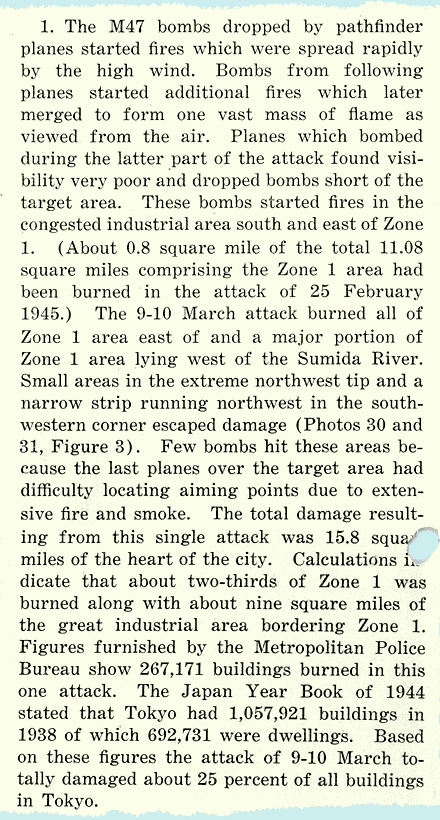 1. The M47 bombs dropped by pathfinder
planes started fires which were spread rapidly
by the high wind. Bombs from following
planes started additional fires which later
merged to form one vast mass of flame as
viewed from the air. Planes which bombed
during the latter part of the attack found visi-
bility very poor and dropped bombs short of the
target area. These bombs started fires in the
congested industrial area south and east of Zone
1. (About 0.8 square mile of the total 11.08
square miles comprising the Zone 1 area had
been burned in the attack of 25 February
1945.) The 9-10 March attack burned all of
Zone 1 area east of and a major portion of
Zone 1 area lying west of the Sumida River.
Small areas in the extreme northwest tip and a
narrow strip running northwest in the south-
western corner escaped damage (Photos 30 and
31, Figure 3). Few bombs hit these areas be-
cause the last planes over the target area had
difficulty locating aiming points due to exten-
sive fire and smoke. The total damage result-
ing from this single attack was 15.8 squa
miles of the heart of the city. Calculations i
dicate that about two-thirds of Zone 1 was
burned along with about nine square miles of
the great industrial area bordering Zone 1.
Figures furnished by the Metropolitan Police
Bureau show 267,171 buildings burned in this
one attack. The Japan Year Book of 1944
stated that Tokyo had 1,057,921 buildings in
1938 of which 692,731 were dwellings. Based
on these figures the attack of 9-10 March to-
tally damaged about 25 percent of all buildings
in Tokyo.